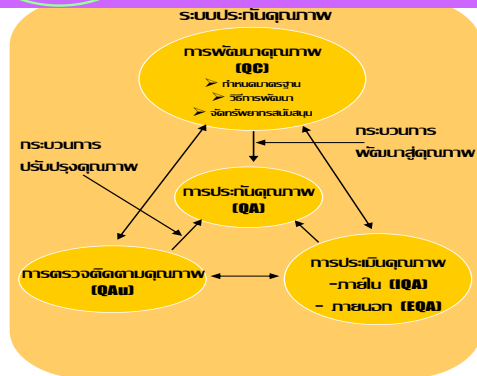 ระบบประกันคุณภาพ
การพัฒนาคุณภาพ
(QC)
➢ กำหนดมาตรฐาน
➢ วิธีการพัฒนา
➢ จัดทรัพยากรสนับสนุน
กระบวนการ
พัฒนาสู่คุณภาพ
กระบวนการ
ปรับปรุงคุณภาพ
การประกันคุณภาพ
(QA)
การตรวจติดตามคุณภาพ
(QAu)
การประเมินคุณภาพ
-ภายใน (IQA)
- ภายนอก (EQA)